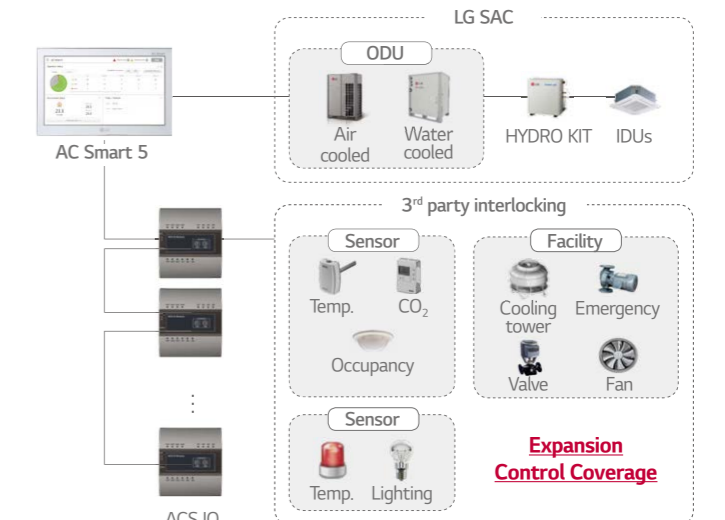 LG SAC
ODU
Air
cooled
Water
cooled
HYDRO KIT
IDUs
AC Smart 5
3rd party interlocking
Sensor
Temp.
CO2
Occupancy
Facility
Cooling
tower
Emergency
Valve
Fan
Sensor
Temp.
Lighting
Expansion
Control Coverage
ACS IO